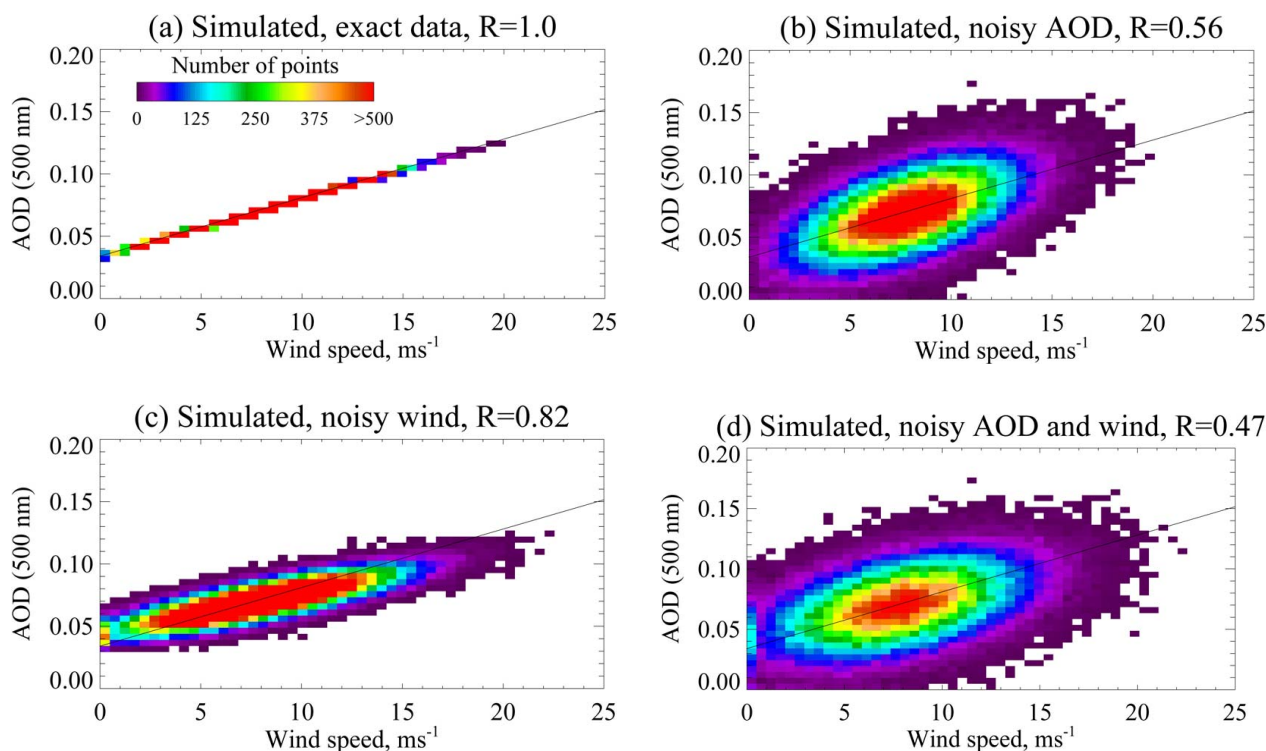 (a) Simulated, exact data, R=1.0
0.20
0.15
0.10
0.05
0.00
AOD (500 nm)
Number of points
0 125 250 375 >500
0 5 10 15 20 25
Wind speed, ms⁻¹
(b) Simulated, noisy AOD, R=0.56
0.20
0.15
0.10
0.05
0.00
AOD (500 nm)
0 5 10 15 20 25
Wind speed, ms⁻¹
(c) Simulated, noisy wind, R=0.82
0.20
0.15
0.10
0.05
0.00
AOD (500 nm)
0 5 10 15 20 25
Wind speed, ms⁻¹
(d) Simulated, noisy AOD and wind, R=0.47
0.20
0.15
0.10
0.05
0.00
AOD (500 nm)
0 5 10 15 20 25
Wind speed, ms⁻¹